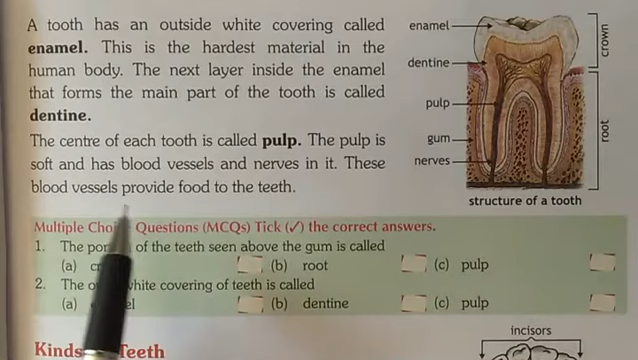 A tooth has an outside white covering called
enamel. This is the hardest material in the
human body. The next layer inside the enamel
that forms the main part of the tooth is called
dentine.
The centre of each tooth is called pulp. The pulp is
soft and has blood vessels and nerves in it. These
blood vessels provide food to the teeth.
enamel
dentine
pulp
gum
nerves
crown
root
structure of a tooth
Multiple Questions (MCQs) Tick (✓) the correct answers.
1. The of the teeth seen above the gum is called
(a) (b) root (c) pulp
2. The white covering of teeth is called
(a) (b) dentine (c) pulp
Kinds Teeth
incisors